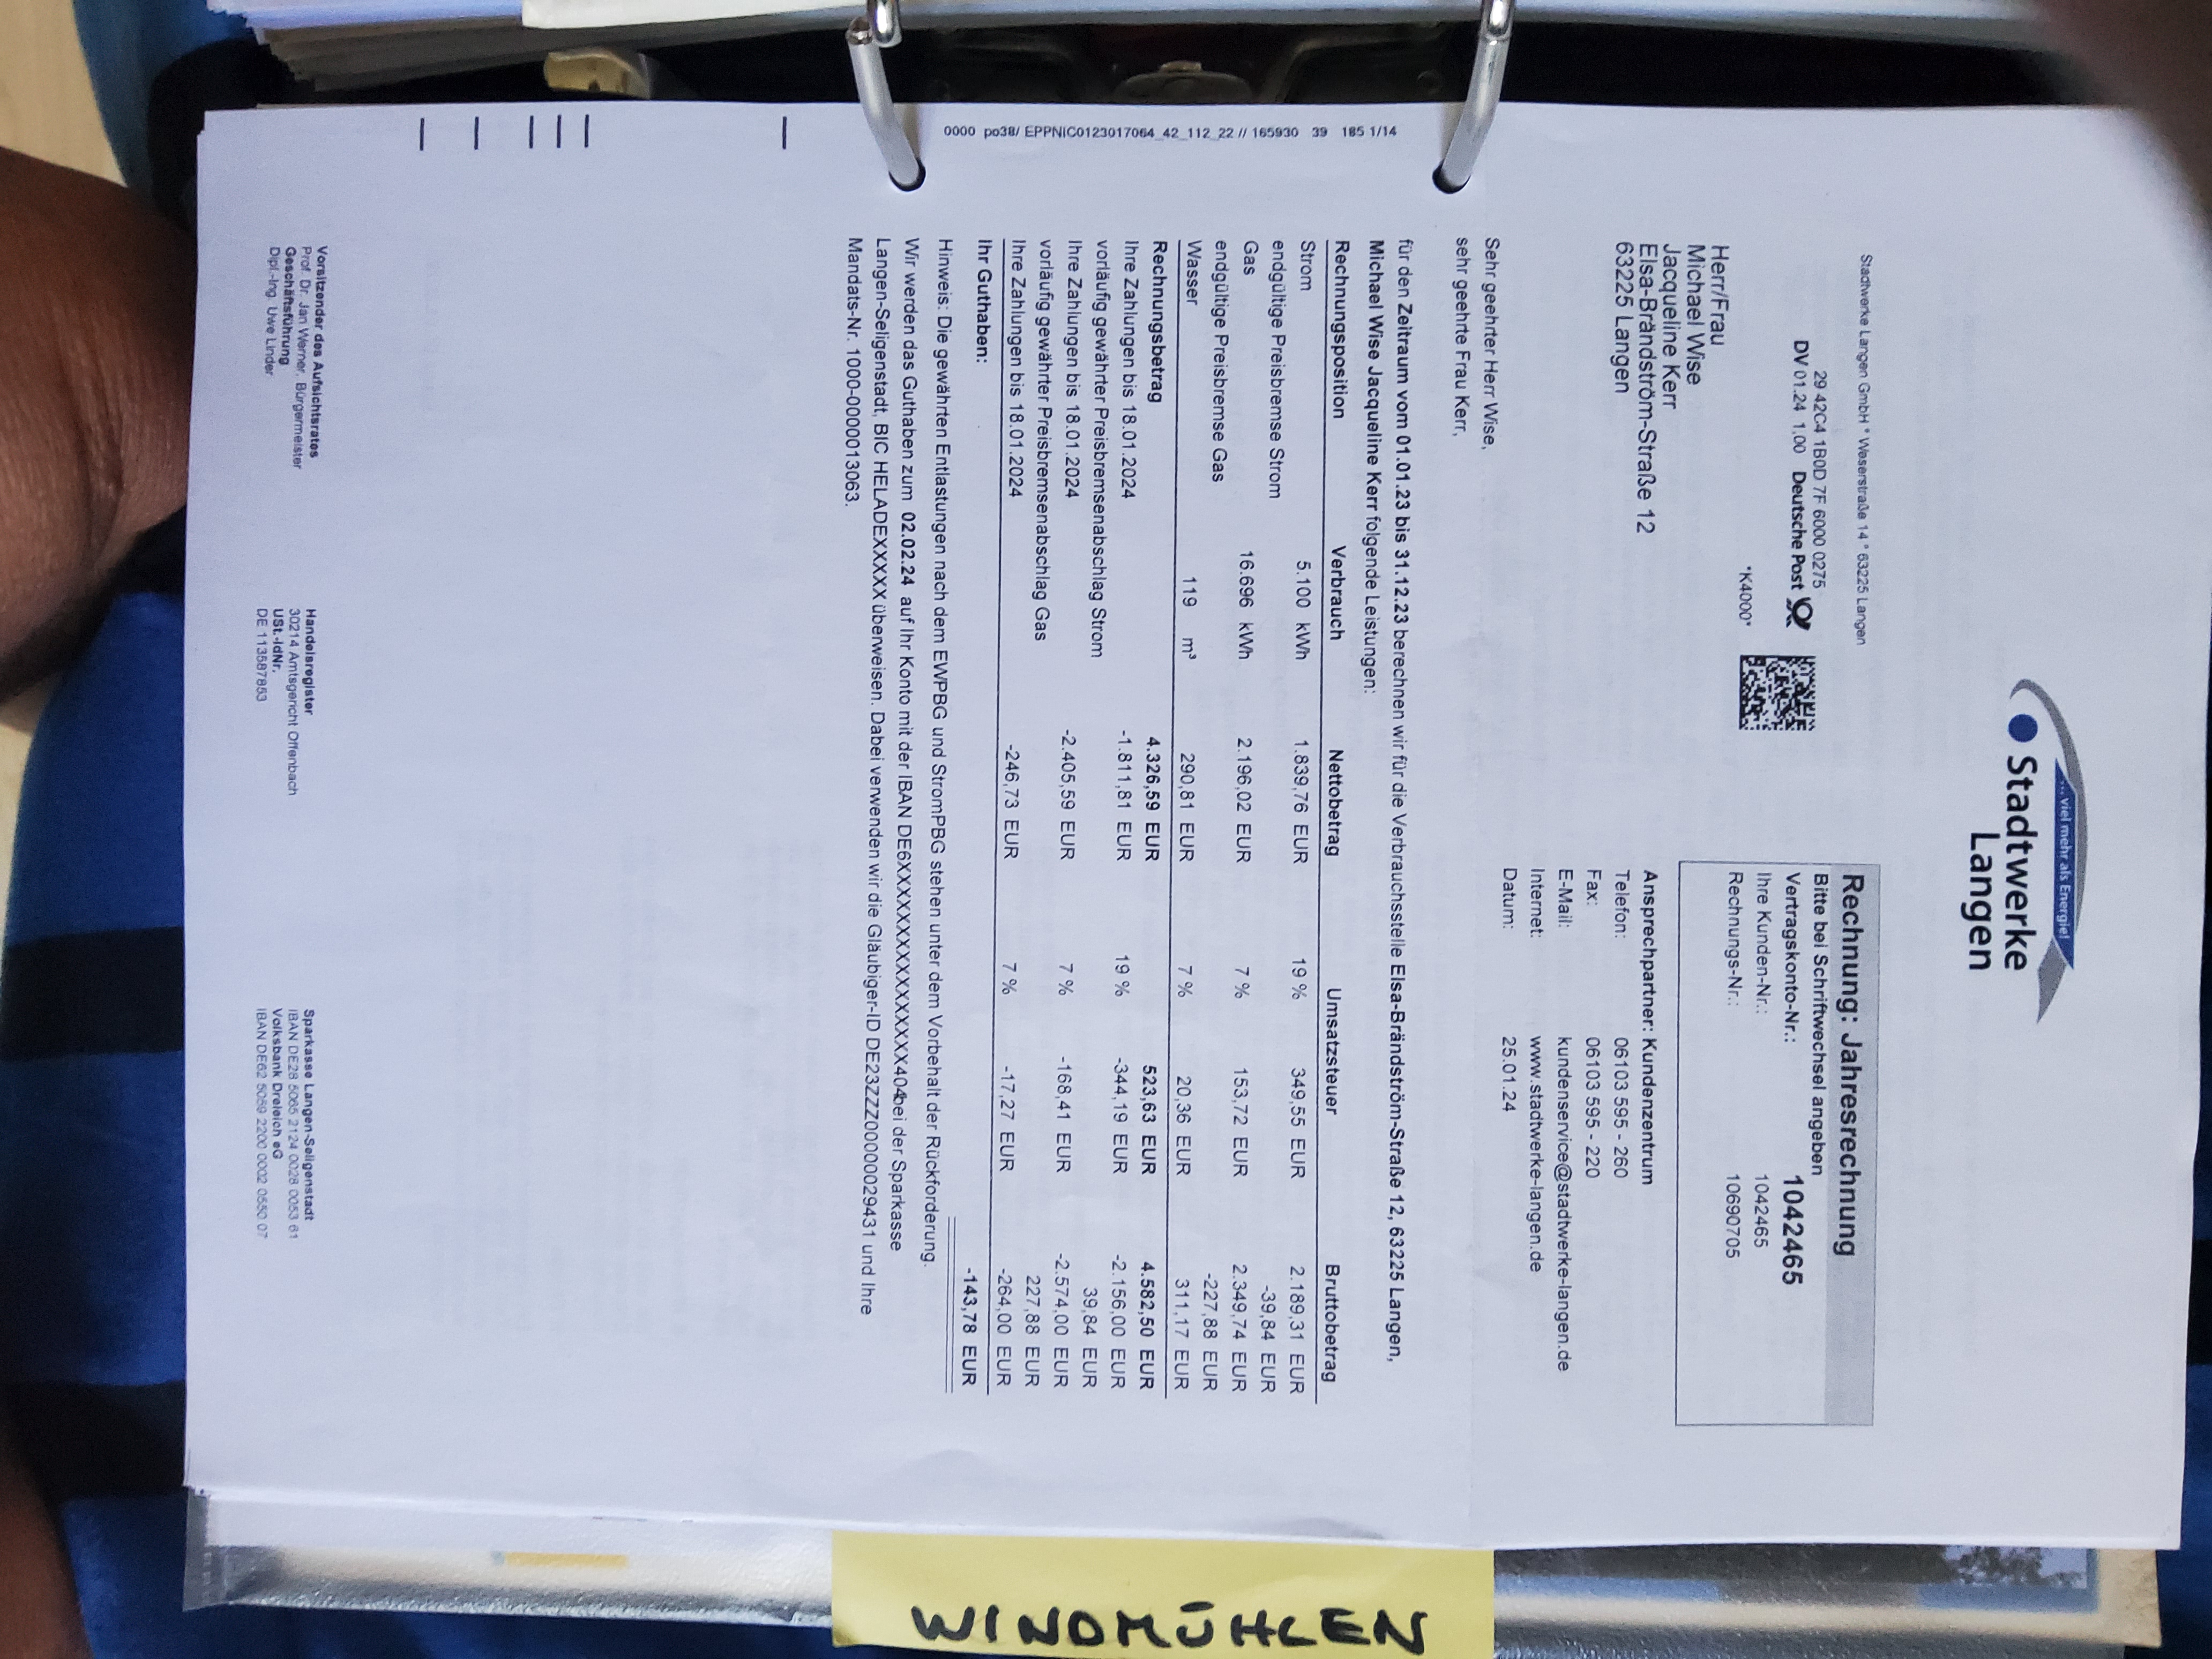 ... viel mehr als Energie!
Stadtwerke
Langen
Stadtwerke Langen GmbH * Weserstraße 14 * 63225 Langen
29 42C4 1B0D 7F 6000 0275
DV 01.24 1,00 Deutsche Post
*K4000*
Herr/Frau
Michael Wise
Jacqueline Kerr
Elsa-Brändström-Straße 12
63225 Langen
Rechnung: Jahresrechnung
Bitte bei Schriftwechsel angeben
Vertragskonto-Nr.: 1042465
Ihre Kunden-Nr.: 1042465
Rechnungs-Nr.: 10690705
Ansprechpartner: Kundenzentrum
Telefon: 06103 595 - 260
Fax: 06103 595 - 220
E-Mail: kundenservice@stadtwerke-langen.de
Internet: www.stadtwerke-langen.de
Datum: 25.01.24
Sehr geehrter Herr Wise,
sehr geehrte Frau Kerr,
für den Zeitraum vom 01.01.23 bis 31.12.23 berechnen wir für die Verbrauchsstelle Elsa-Brändström-Straße 12, 63225 Langen,
Michael Wise Jacqueline Kerr folgende Leistungen:
Rechnungsposition Verbrauch Nettobetrag Umsatzsteuer Bruttobetrag
Strom 5.100 kWh 1.839,76 EUR 19 % 349,55 EUR 2.189,31 EUR
endgültige Preisbremse Strom -39,84 EUR
Gas 16.696 kWh 2.196,02 EUR 7 % 153,72 EUR 2.349,74 EUR
endgültige Preisbremse Gas -227,88 EUR
Wasser 119 m³ 290,81 EUR 7 % 20,36 EUR 311,17 EUR
Rechnungsbetrag 4.326,59 EUR 523,63 EUR 4.582,50 EUR
Ihre Zahlungen bis 18.01.2024 -1.811,81 EUR 19 % -344,19 EUR -2.156,00 EUR
vorläufig gewährter Preisbremsenabschlag Strom 39,84 EUR
Ihre Zahlungen bis 18.01.2024 -2.405,59 EUR 7 % -168,41 EUR -2.574,00 EUR
vorläufig gewährter Preisbremsenabschlag Gas 227,88 EUR
Ihre Zahlungen bis 18.01.2024 -246,73 EUR 7 % -17,27 EUR -264,00 EUR
Ihr Guthaben: -143,78 EUR
Hinweis: Die gewährten Entlastungen nach dem EWPBG und StromPBG stehen unter dem Vorbehalt der Rückforderung.
Wir werden das Guthaben zum 02.02.24 auf Ihr Konto mit der IBAN DE6XXXXXXXXXXXXXXXX404bei der Sparkasse
Langen-Seligenstadt, BIC HELADEXXXXX überweisen. Dabei verwenden wir die Gläubiger-ID DE23ZZZ00000029431 und Ihre
Mandats-Nr. 1000-0000013063.
0000 po38/ EPPNIC0123017064_42_112_22 // 165930 39 185 1/14
WINDMÜHLEN
Vorsitzender des Aufsichtsrates
Prof. Dr. Jan Werner, Bürgermeister
Geschäftsführung
Dipl.-Ing. Uwe Linder
Handelsregister
30214 Amtsgericht Offenbach
USt.-IdNr.
DE 113587853
Sparkasse Langen-Seligenstadt
IBAN DE28 5065 2124 0028 0053 61
Volksbank Dreieich eG
IBAN DE62 5059 2200 0002 0550 07